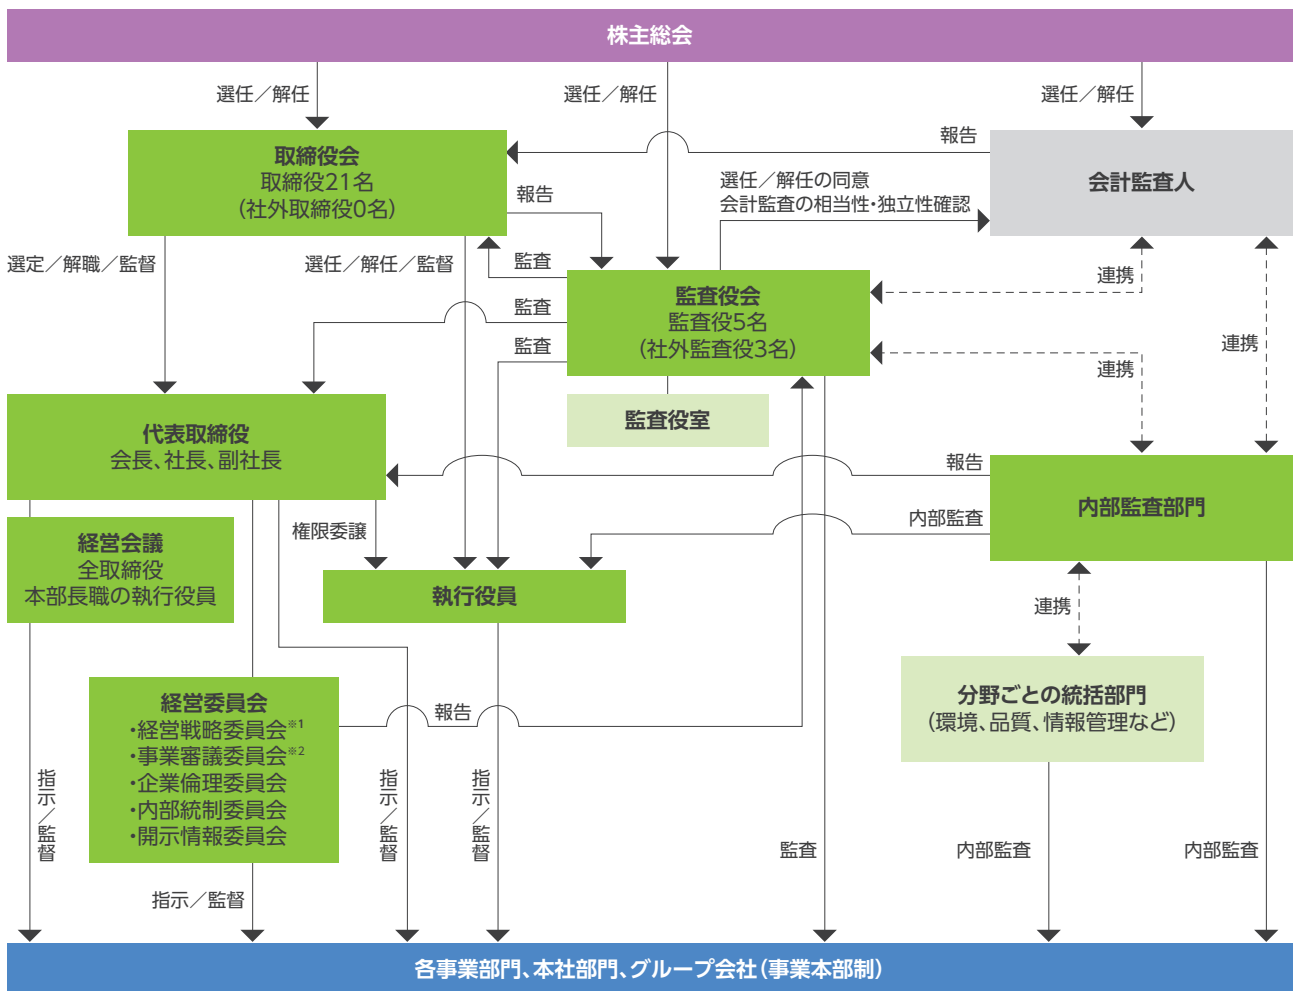 株主総会
選任／解任
選任／解任
選任／解任
取締役会
取締役21名
(社外取締役0名)
報告
会計監査人
報告
選任／解任の同意
会計監査の相当性・独立性確認
選定／解職／監督
選任／解任／監督
監査
監査
監査
監査役会
監査役5名
(社外監査役3名)
連携
連携
連携
監査役室
代表取締役
会長、社長、副社長
報告
内部監査部門
内部監査
権限委譲
経営会議
全取締役
本部長職の執行役員
執行役員
連携
分野ごとの統括部門
(環境、品質、情報管理など)
経営委員会
・経営戦略委員会※1
・事業審議委員会※2
・企業倫理委員会
・内部統制委員会
・開示情報委員会
報告
指示／監督
指示／監督
指示／監督
指示／監督
監査
内部監査
内部監査
各事業部門、本社部門、グループ会社(事業本部制)